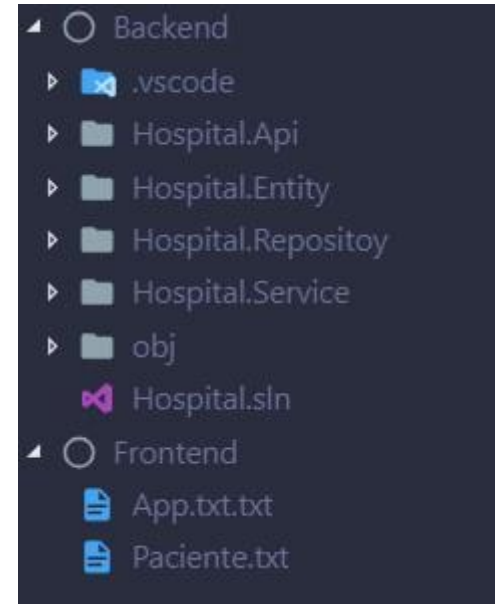 Backend
.vscode
Hospital.Api
Hospital.Entity
Hospital.Repositoy
Hospital.Service
obj
Hospital.sln
Frontend
App.txt.txt
Paciente.txt